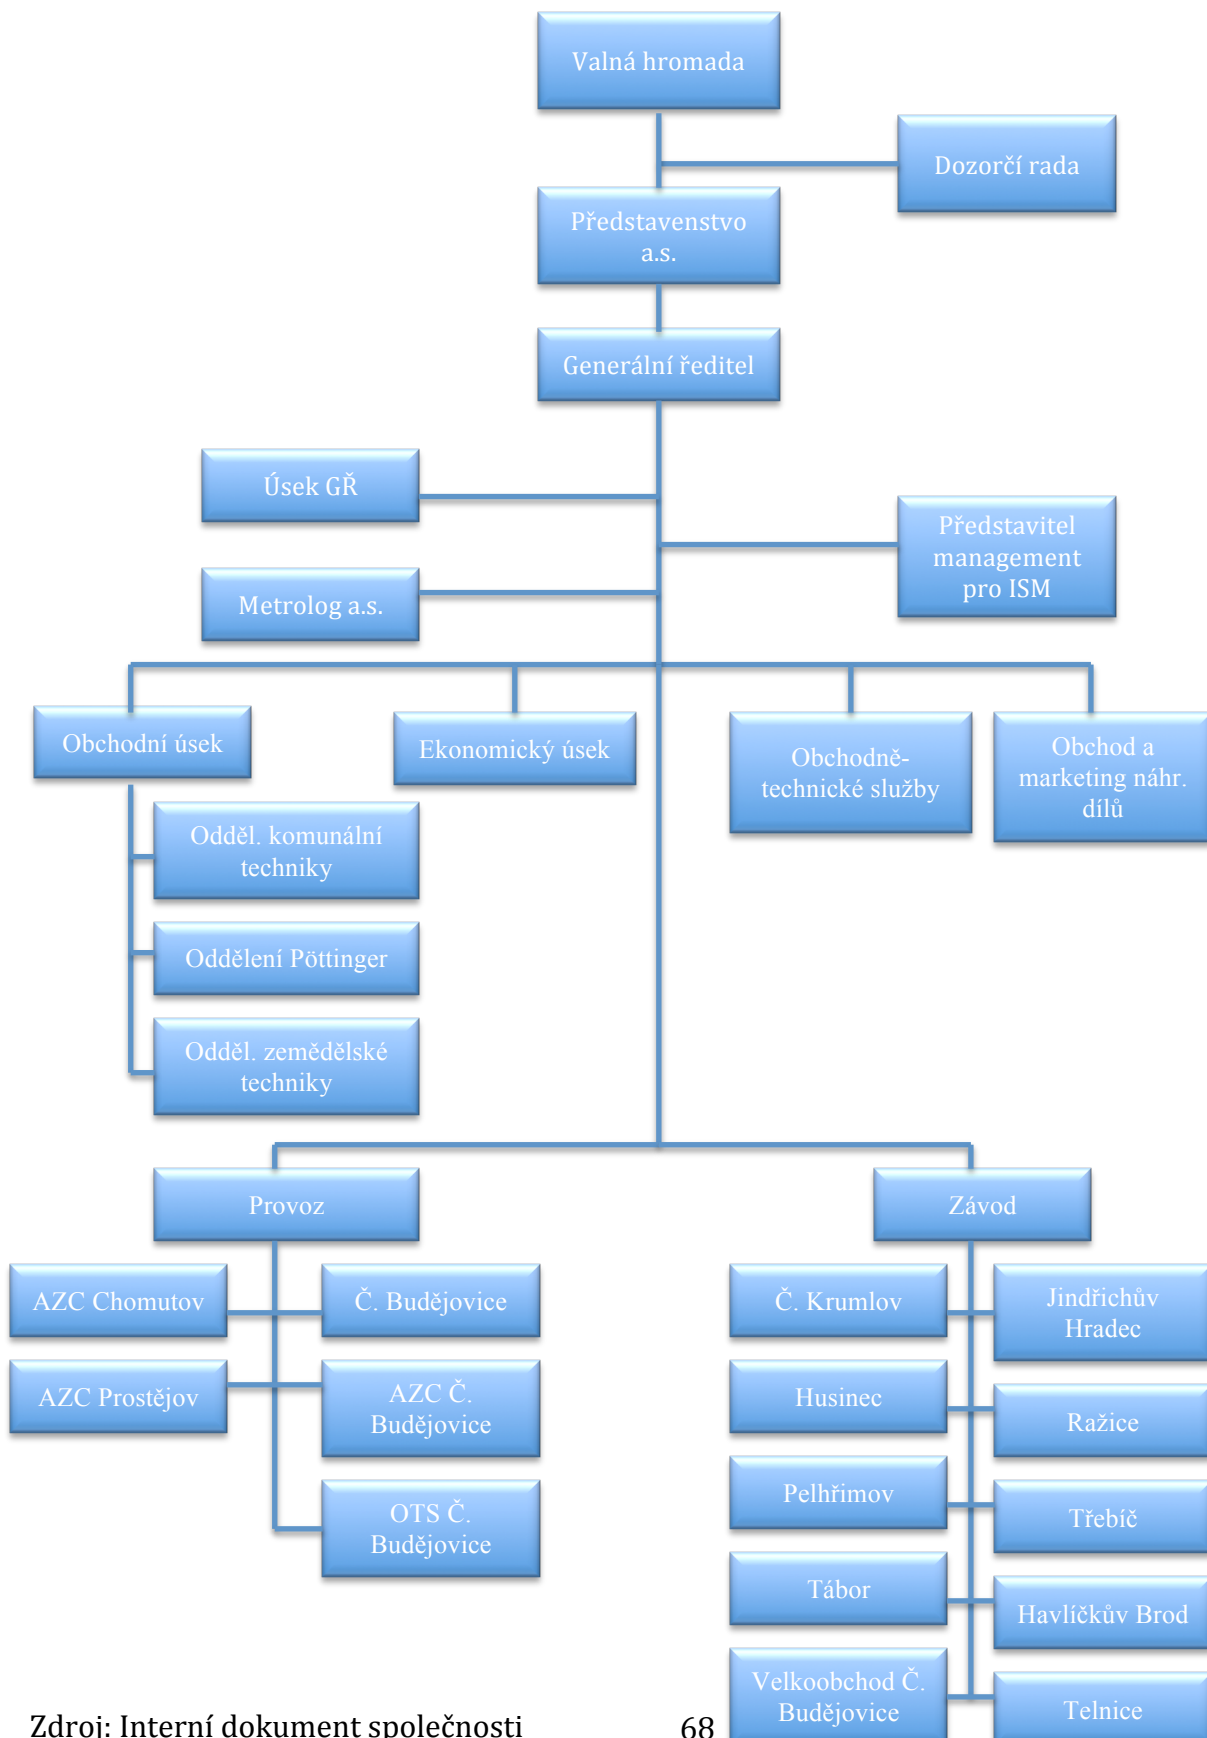 Valná hromada
Dozorčí rada
Představenstvo
a.s.
Generální ředitel
Úsek GŘ
Představitel
management
pro ISM
Metrolog a.s.
Obchodní úsek
Ekonomický úsek
Obchodně-
technické služby
Obchod a
marketing náhr.
dílů
Odděl. komunální
techniky
Oddělení Pöttinger
Odděl. zemědělské
techniky
Provoz
Závod
AZC Chomutov
Č. Budějovice
AZC Prostějov
AZC Č.
Budějovice
OTS Č.
Budějovice
Č. Krumlov
Jindřichův
Hradec
Husinec
Ražice
Pelhřimov
Třebíč
Tábor
Havlíčkův Brod
Velkoobchod Č.
Budějovice
Telnice
Zdroj: Interní dokument společnosti
68